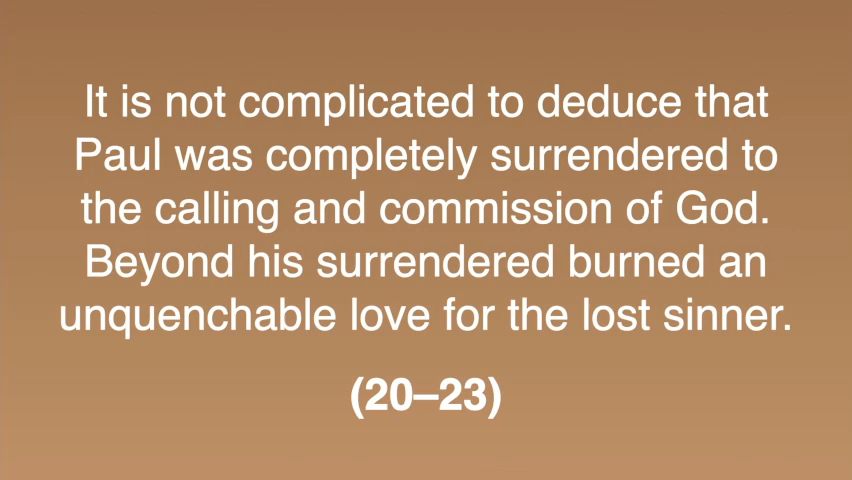 It is not complicated to deduce that
Paul was completely surrendered to
the calling and commission of God.
Beyond his surrendered burned an
unquenchable love for the lost sinner.
(20–23)